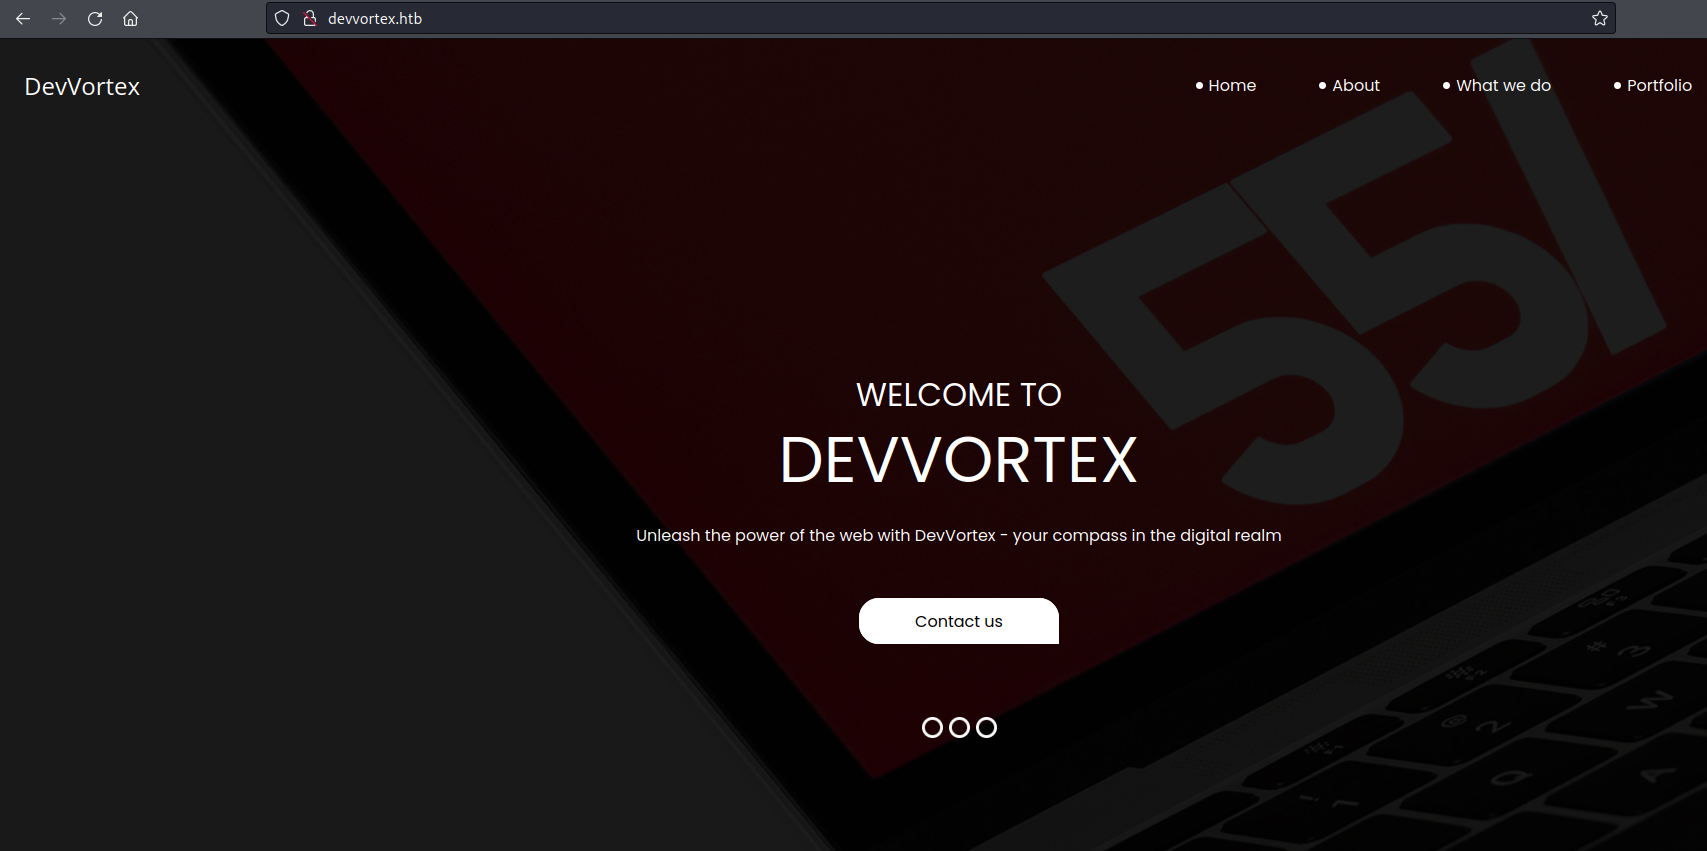 devvortex.htb
DevVortex
Home
About
What we do
Portfolio
WELCOME TO
DEVVORTEX
Unleash the power of the web with DevVortex - your compass in the digital realm
Contact us